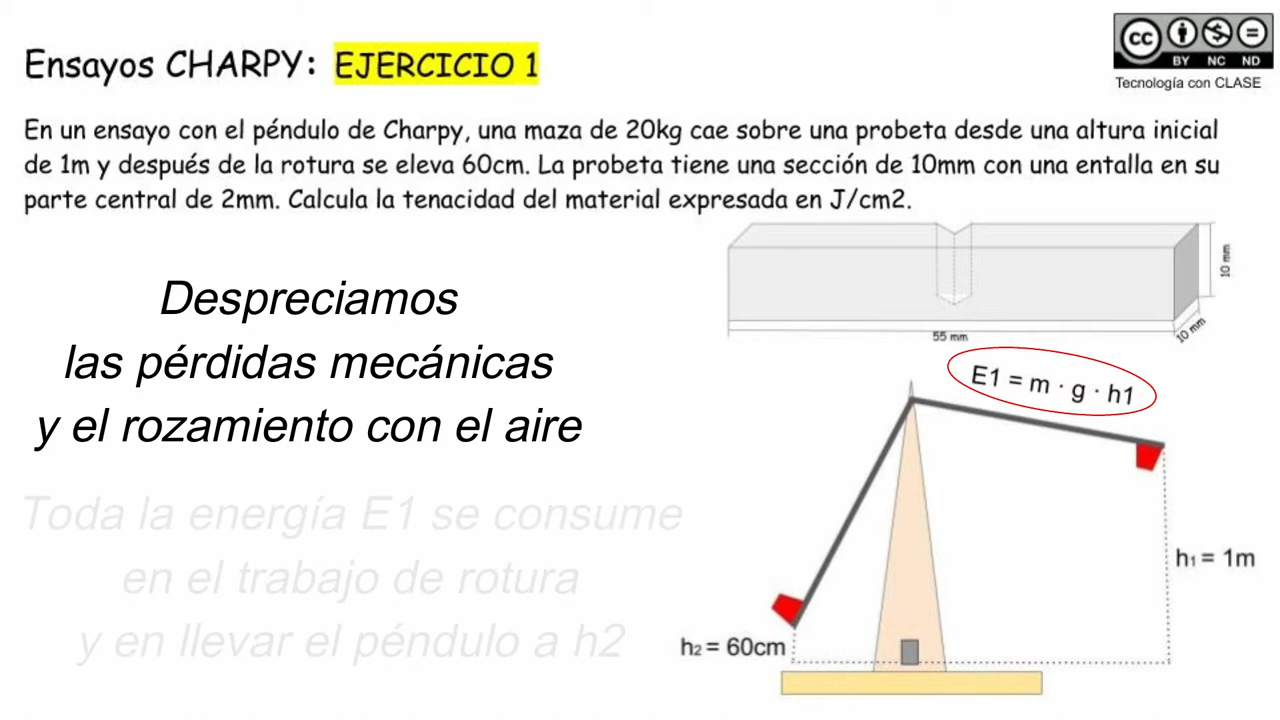 Ensayos CHARPY: EJERCICIO 1
CC BY NC ND
Tecnología con CLASE
En un ensayo con el péndulo de Charpy, una maza de 20kg cae sobre una probeta desde una altura inicial
de 1m y después de la rotura se eleva 60cm. La probeta tiene una sección de 10mm con una entalla en su
parte central de 2mm. Calcula la tenacidad del material expresada en J/cm2.
10 mm
10 mm
55 mm
Despreciamos
las pérdidas mecánicas
y el rozamiento con el aire
E1 = m · g · h1
Toda la energía E1 se consume
en el trabajo de rotura
y en llevar el péndulo a h2
h1 = 1m
h2 = 60cm